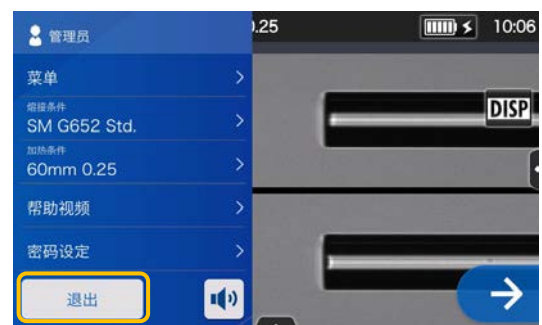 管理员
.25
10:06
菜单
熔接条件
SM G652 Std.
加热条件
60mm 0.25
帮助视频
密码设定
退出
DISP